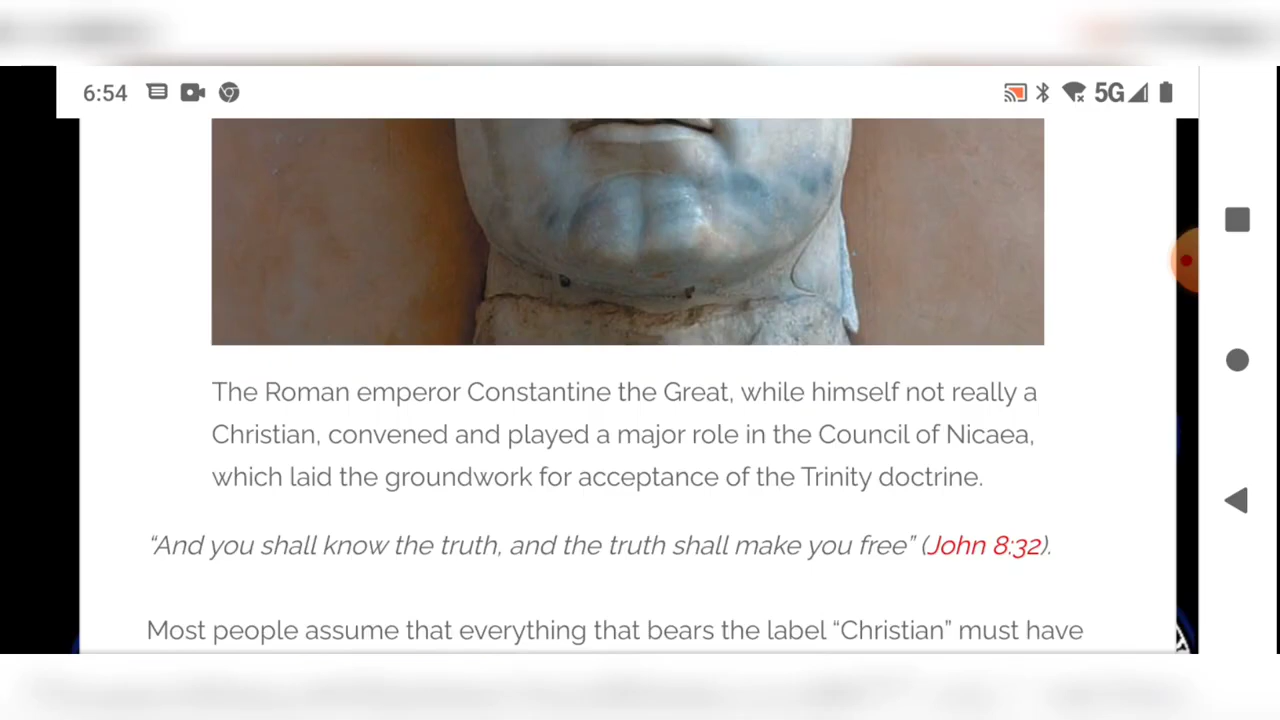 6:54
5G
The Roman emperor Constantine the Great, while himself not really a
Christian, convened and played a major role in the Council of Nicaea,
which laid the groundwork for acceptance of the Trinity doctrine.
“And you shall know the truth, and the truth shall make you free” (John 8:32).
Most people assume that everything that bears the label “Christian” must have